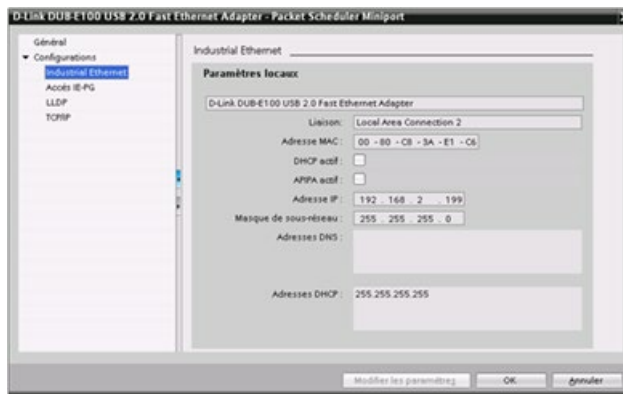 D-Link DUB-E100 USB 2.0 Fast Ethernet Adapter - Packet Scheduler Miniport
Général
Configurations
Industrial Ethernet
Accès IE-PG
LLDP
TCP/IP
Industrial Ethernet
Paramètres locaux
D-Link DUB-E100 USB 2.0 Fast Ethernet Adapter
Liaison: Local Area Connection 2
Adresse MAC : 00 - 80 - C8 - 3A - E1 - C6
DHCP actif :
APIPA actif :
Adresse IP : 192 . 168 . 2 . 199
Masque de sous-réseau : 255 . 255 . 255 . 0
Adresses DNS :
Adresses DHCP : 255.255.255.255
Modifier les paramètres OK Annuler